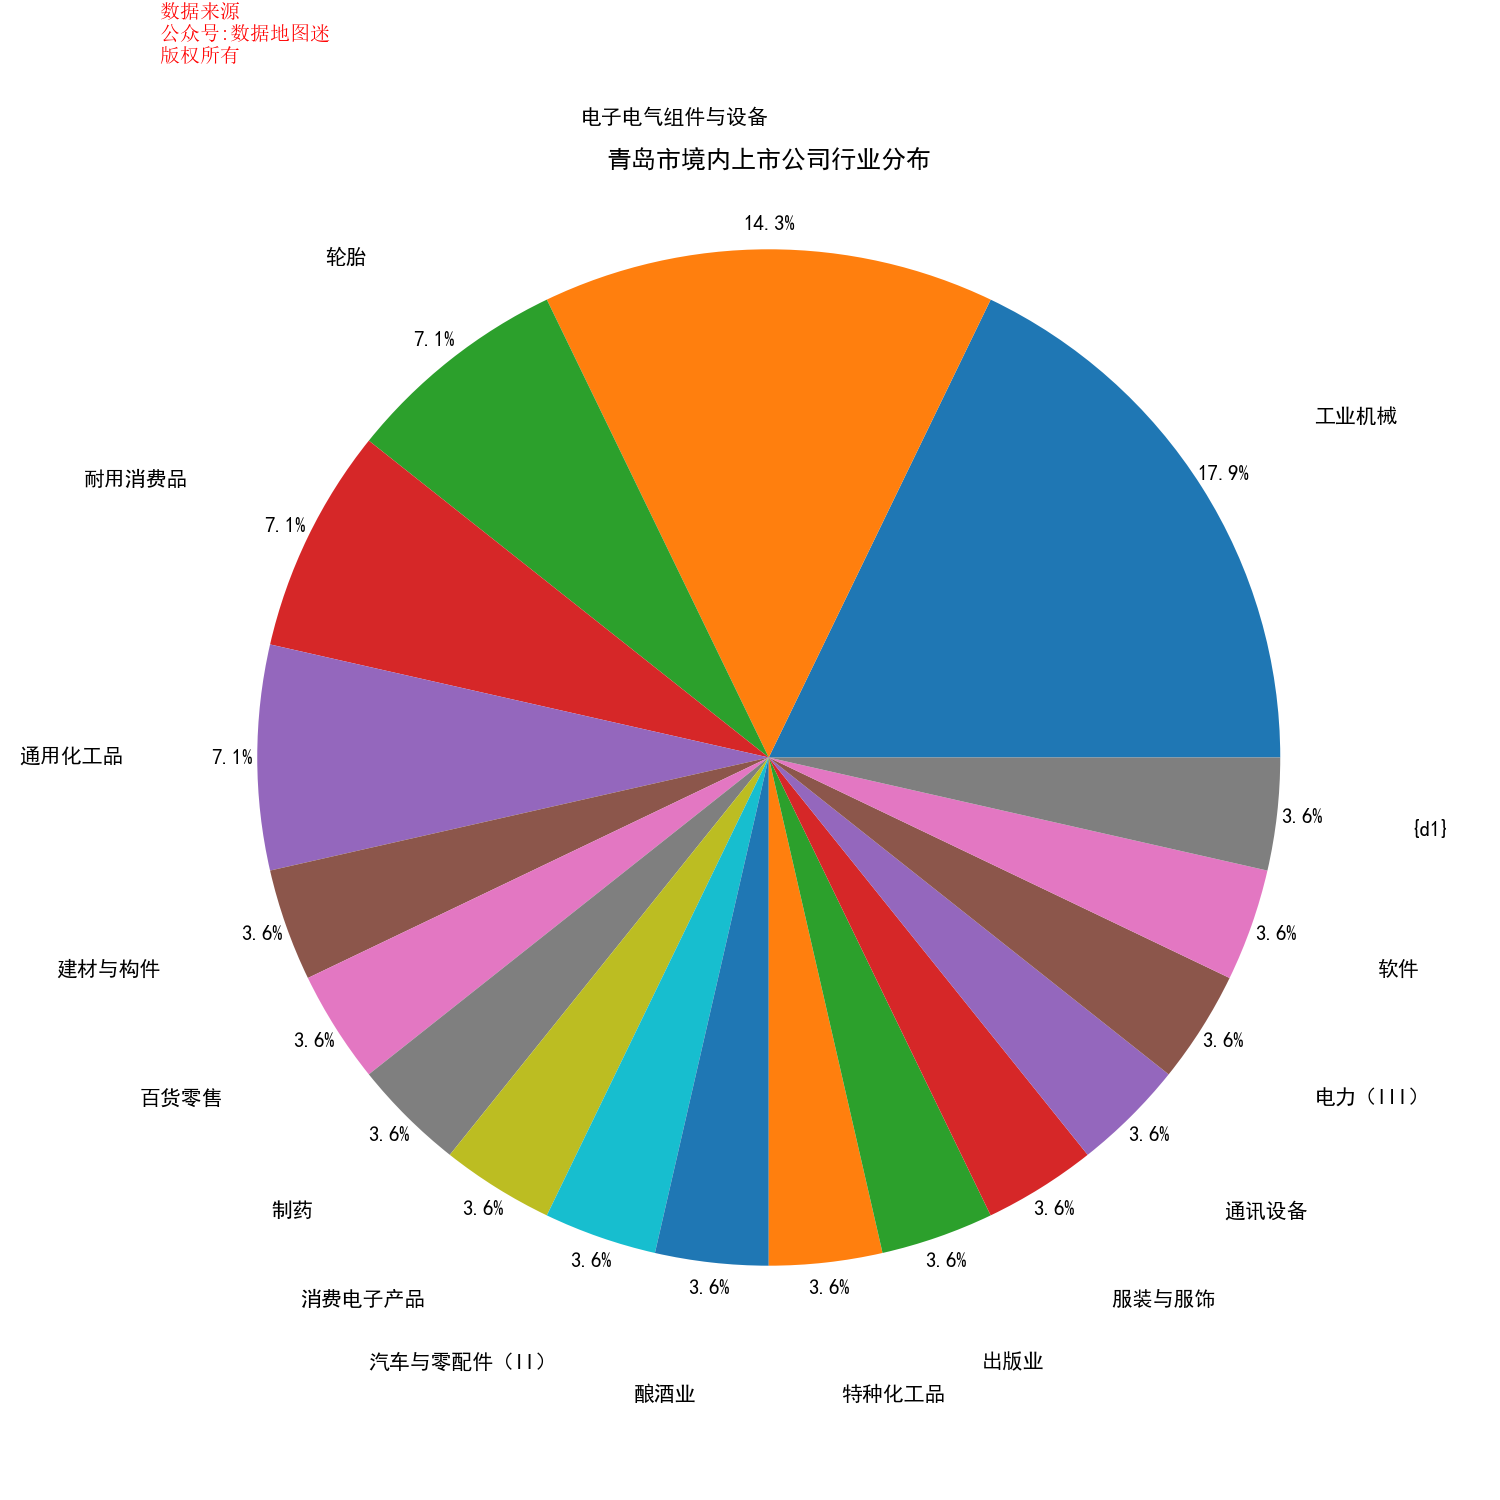 数据来源
公众号:数据地图迷
版权所有
电子电气组件与设备
青岛市境内上市公司行业分布
14.3%
轮胎
7.1%
工业机械
17.9%
耐用消费品
7.1%
通用化工品
7.1%
3.6%
{d1}
建材与构件
3.6%
3.6%
软件
百货零售
3.6%
3.6%
电力（III）
制药
3.6%
3.6%
通讯设备
消费电子产品
3.6%
3.6%
服装与服饰
汽车与零配件（II）
3.6%
3.6%
出版业
酿酒业
3.6%
3.6%
特种化工品